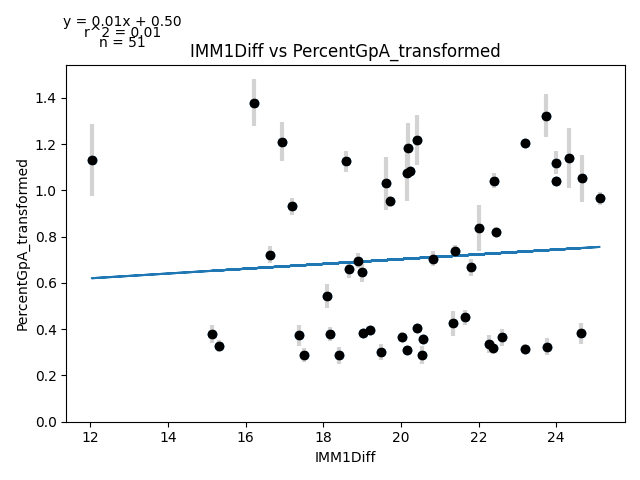 y = 0.01x + 0.50
r^2 = 0.01
n = 51
IMM1Diff vs PercentGpA_transformed
PercentGpA_transformed
1.4
1.2
1.0
0.8
0.6
0.4
0.2
0.0
12 14 16 18 20 22 24
IMM1Diff